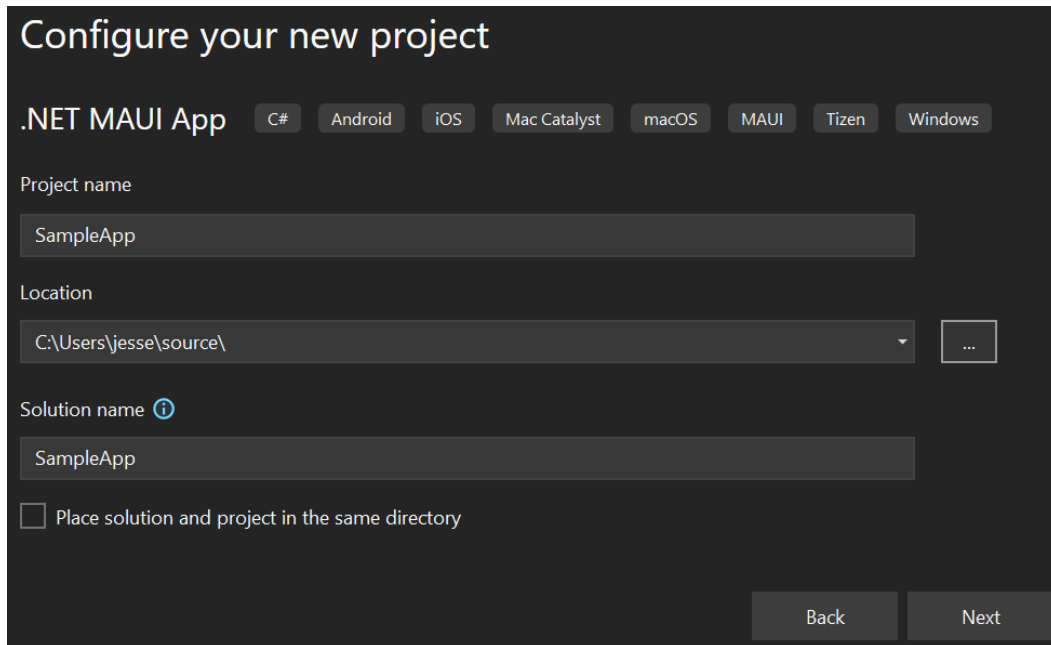 Configure your new project
.NET MAUI App C# Android iOS Mac Catalyst macOS MAUI Tizen Windows
Project name
SampleApp
Location
C:\Users\jesse\source\
...
Solution name
SampleApp
Place solution and project in the same directory
Back Next